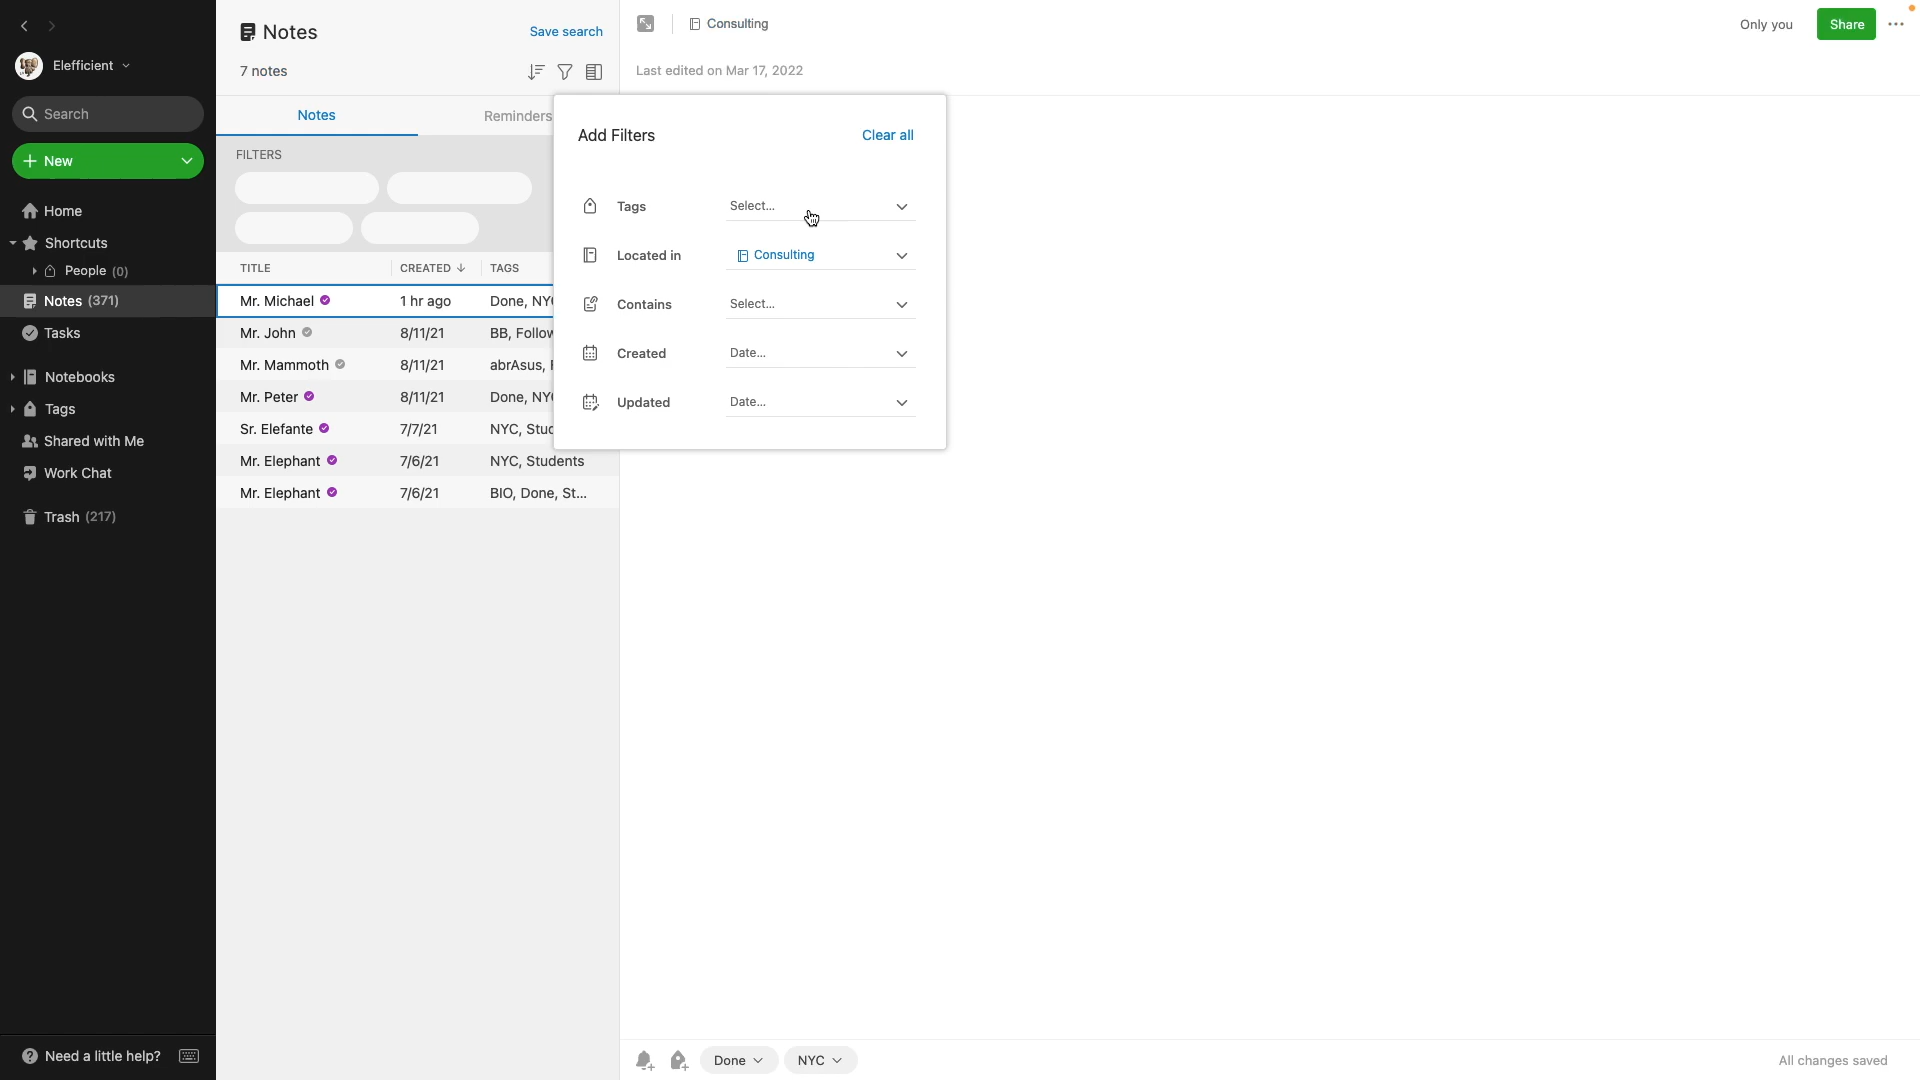 Elefficient
Search
New
Home
Shortcuts
People (0)
Notes (371)
Tasks
Notebooks
Tags
Shared with Me
Work Chat
Trash (217)
Need a little help?
Notes
Save search
7 notes
Notes
Reminders
FILTERS
TITLE CREATED TAGS
Mr. Michael 1 hr ago Done, NYC
Mr. John 8/11/21 BB, Follow
Mr. Mammoth 8/11/21 abrAsus,
Mr. Peter 8/11/21 Done, NYC
Sr. Elefante 7/7/21 NYC, Stud
Mr. Elephant 7/6/21 NYC, Students
Mr. Elephant 7/6/21 BIO, Done, St...
Add Filters
Clear all
Tags Select...
Located in Consulting
Contains Select...
Created Date...
Updated Date...
Consulting
Only you
Share
Last edited on Mar 17, 2022
Done
NYC
All changes saved